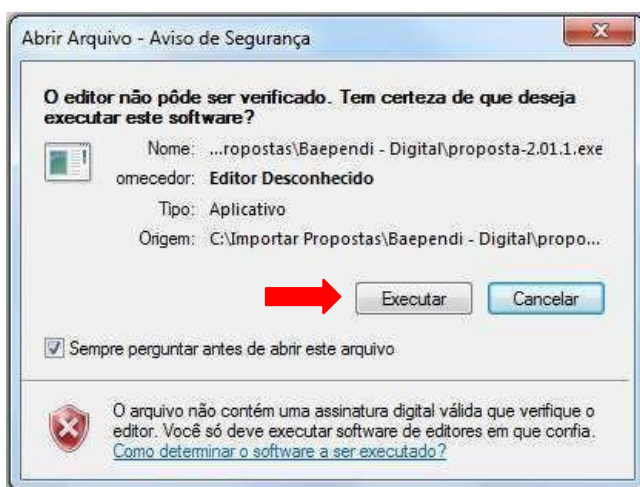 Abrir Arquivo - Aviso de Segurança
O editor não pôde ser verificado. Tem certeza de que deseja
executar este software?
Nome: ...ropostas\Baependi - Digital\proposta-2.01.1.exe
omecedor: Editor Desconhecido
Tipo: Aplicativo
Origem: C:\Importar Propostas\Baependi - Digital\propo...
Executar Cancelar
Sempre perguntar antes de abrir este arquivo
O arquivo não contém uma assinatura digital válida que verifique o
editor. Você só deve executar software de editores em que confia.
Como determinar o software a ser executado?